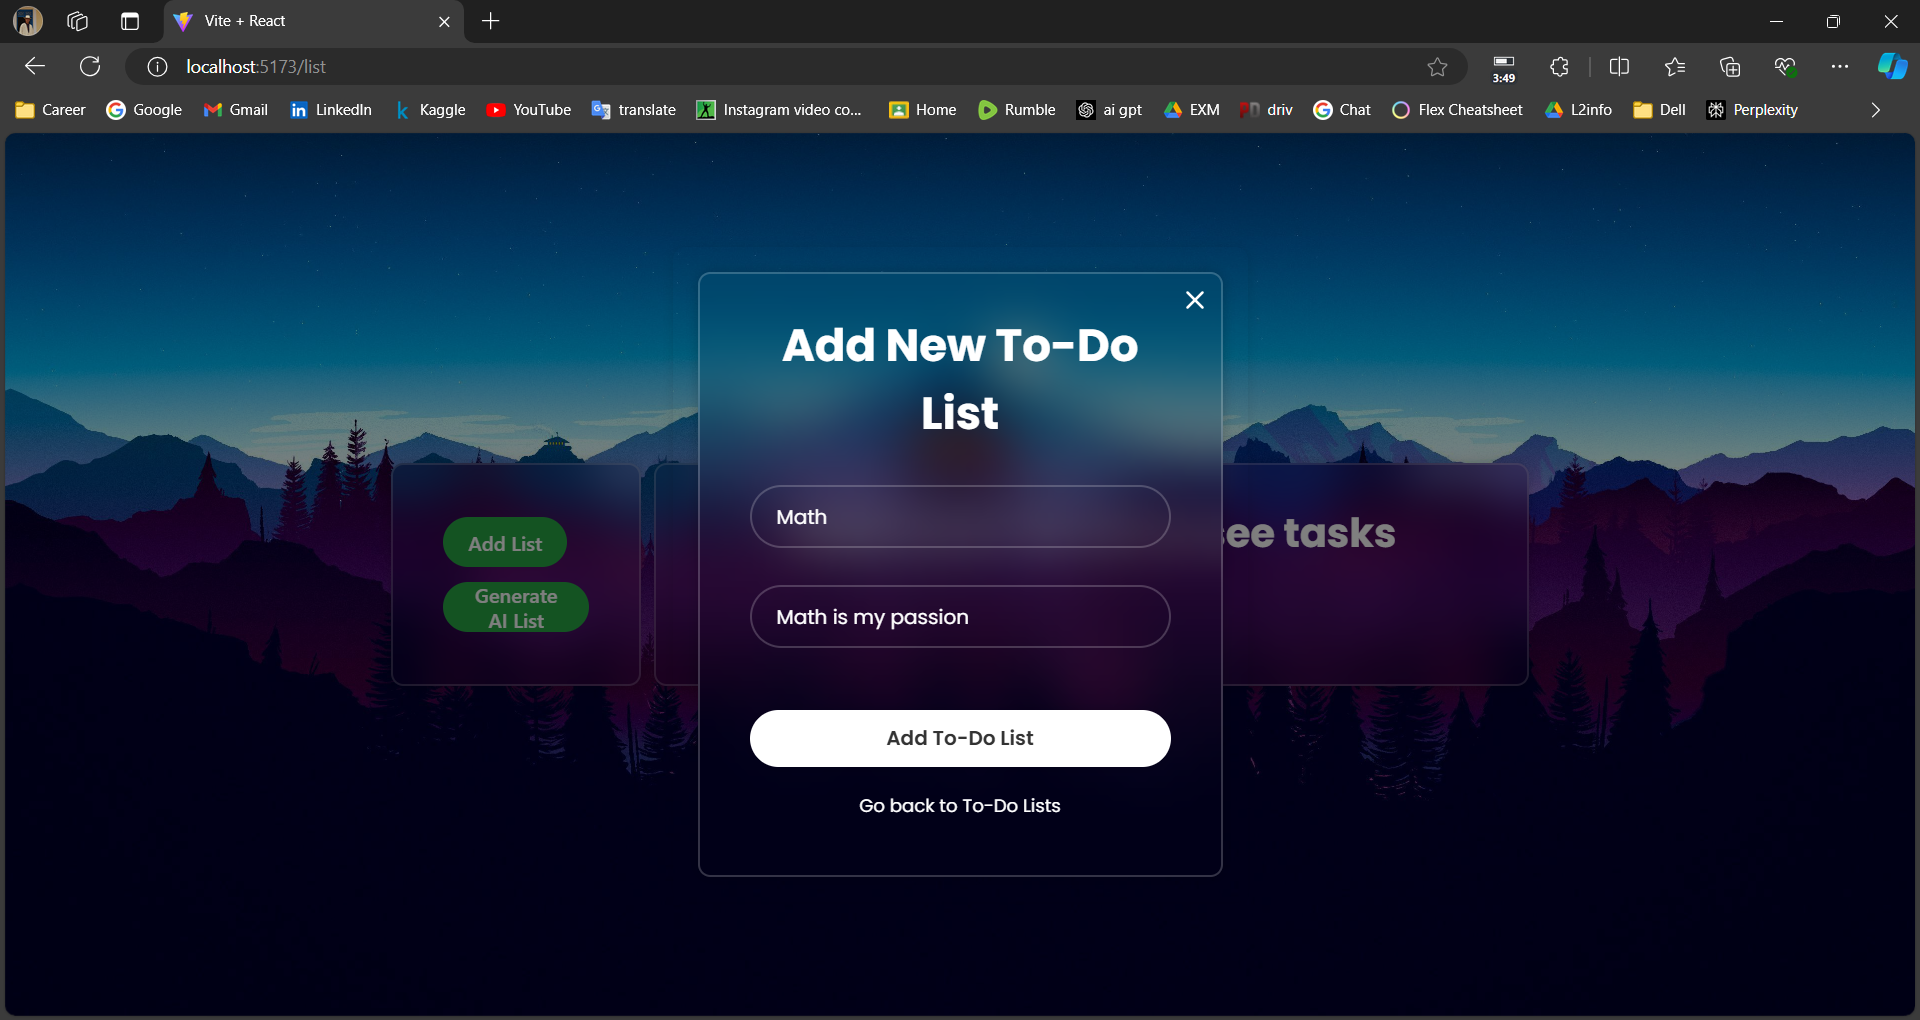 Vite + React
localhost:5173/list
3:49
Career
Google
Gmail
LinkedIn
Kaggle
YouTube
translate
Instagram video co...
Home
Rumble
ai gpt
EXM
driv
Chat
Flex Cheatsheet
L2info
Dell
Perplexity
Add New To-Do
List
Math
Math is my passion
Add To-Do List
Go back to To-Do Lists
Add List
Generate
AI List
see tasks